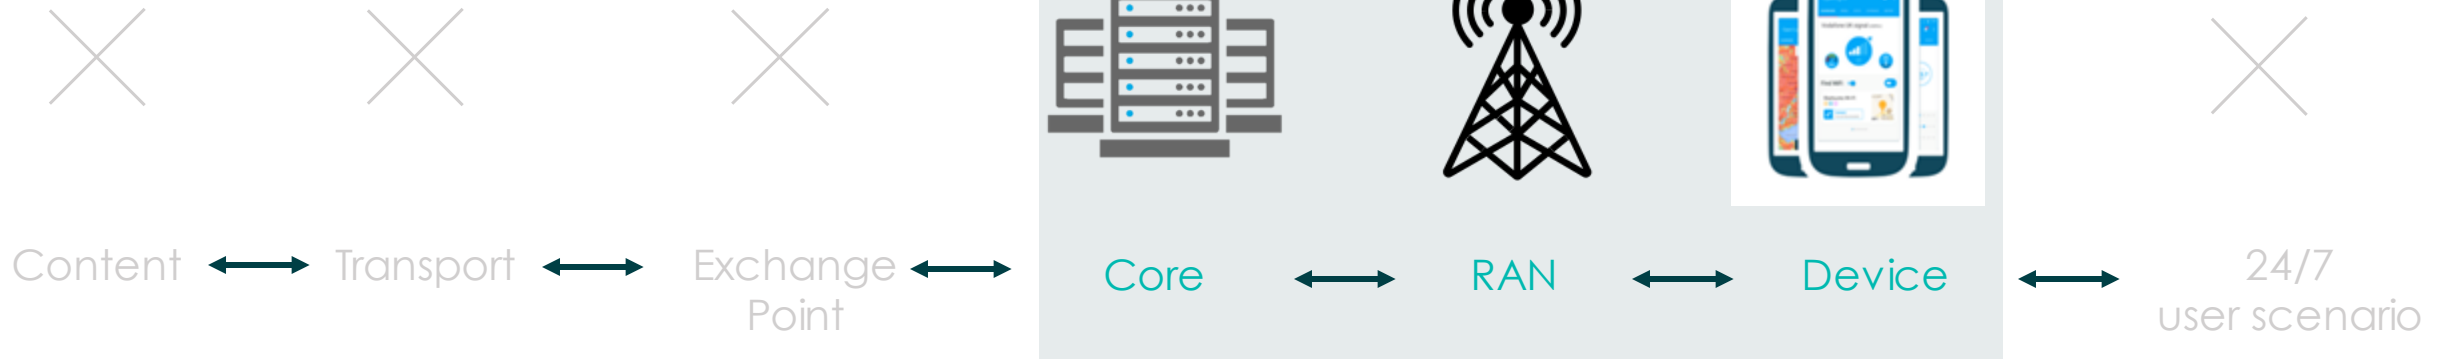 Content
Transport
Exchange
Point
Core
RAN
Device
24/7
user scenario